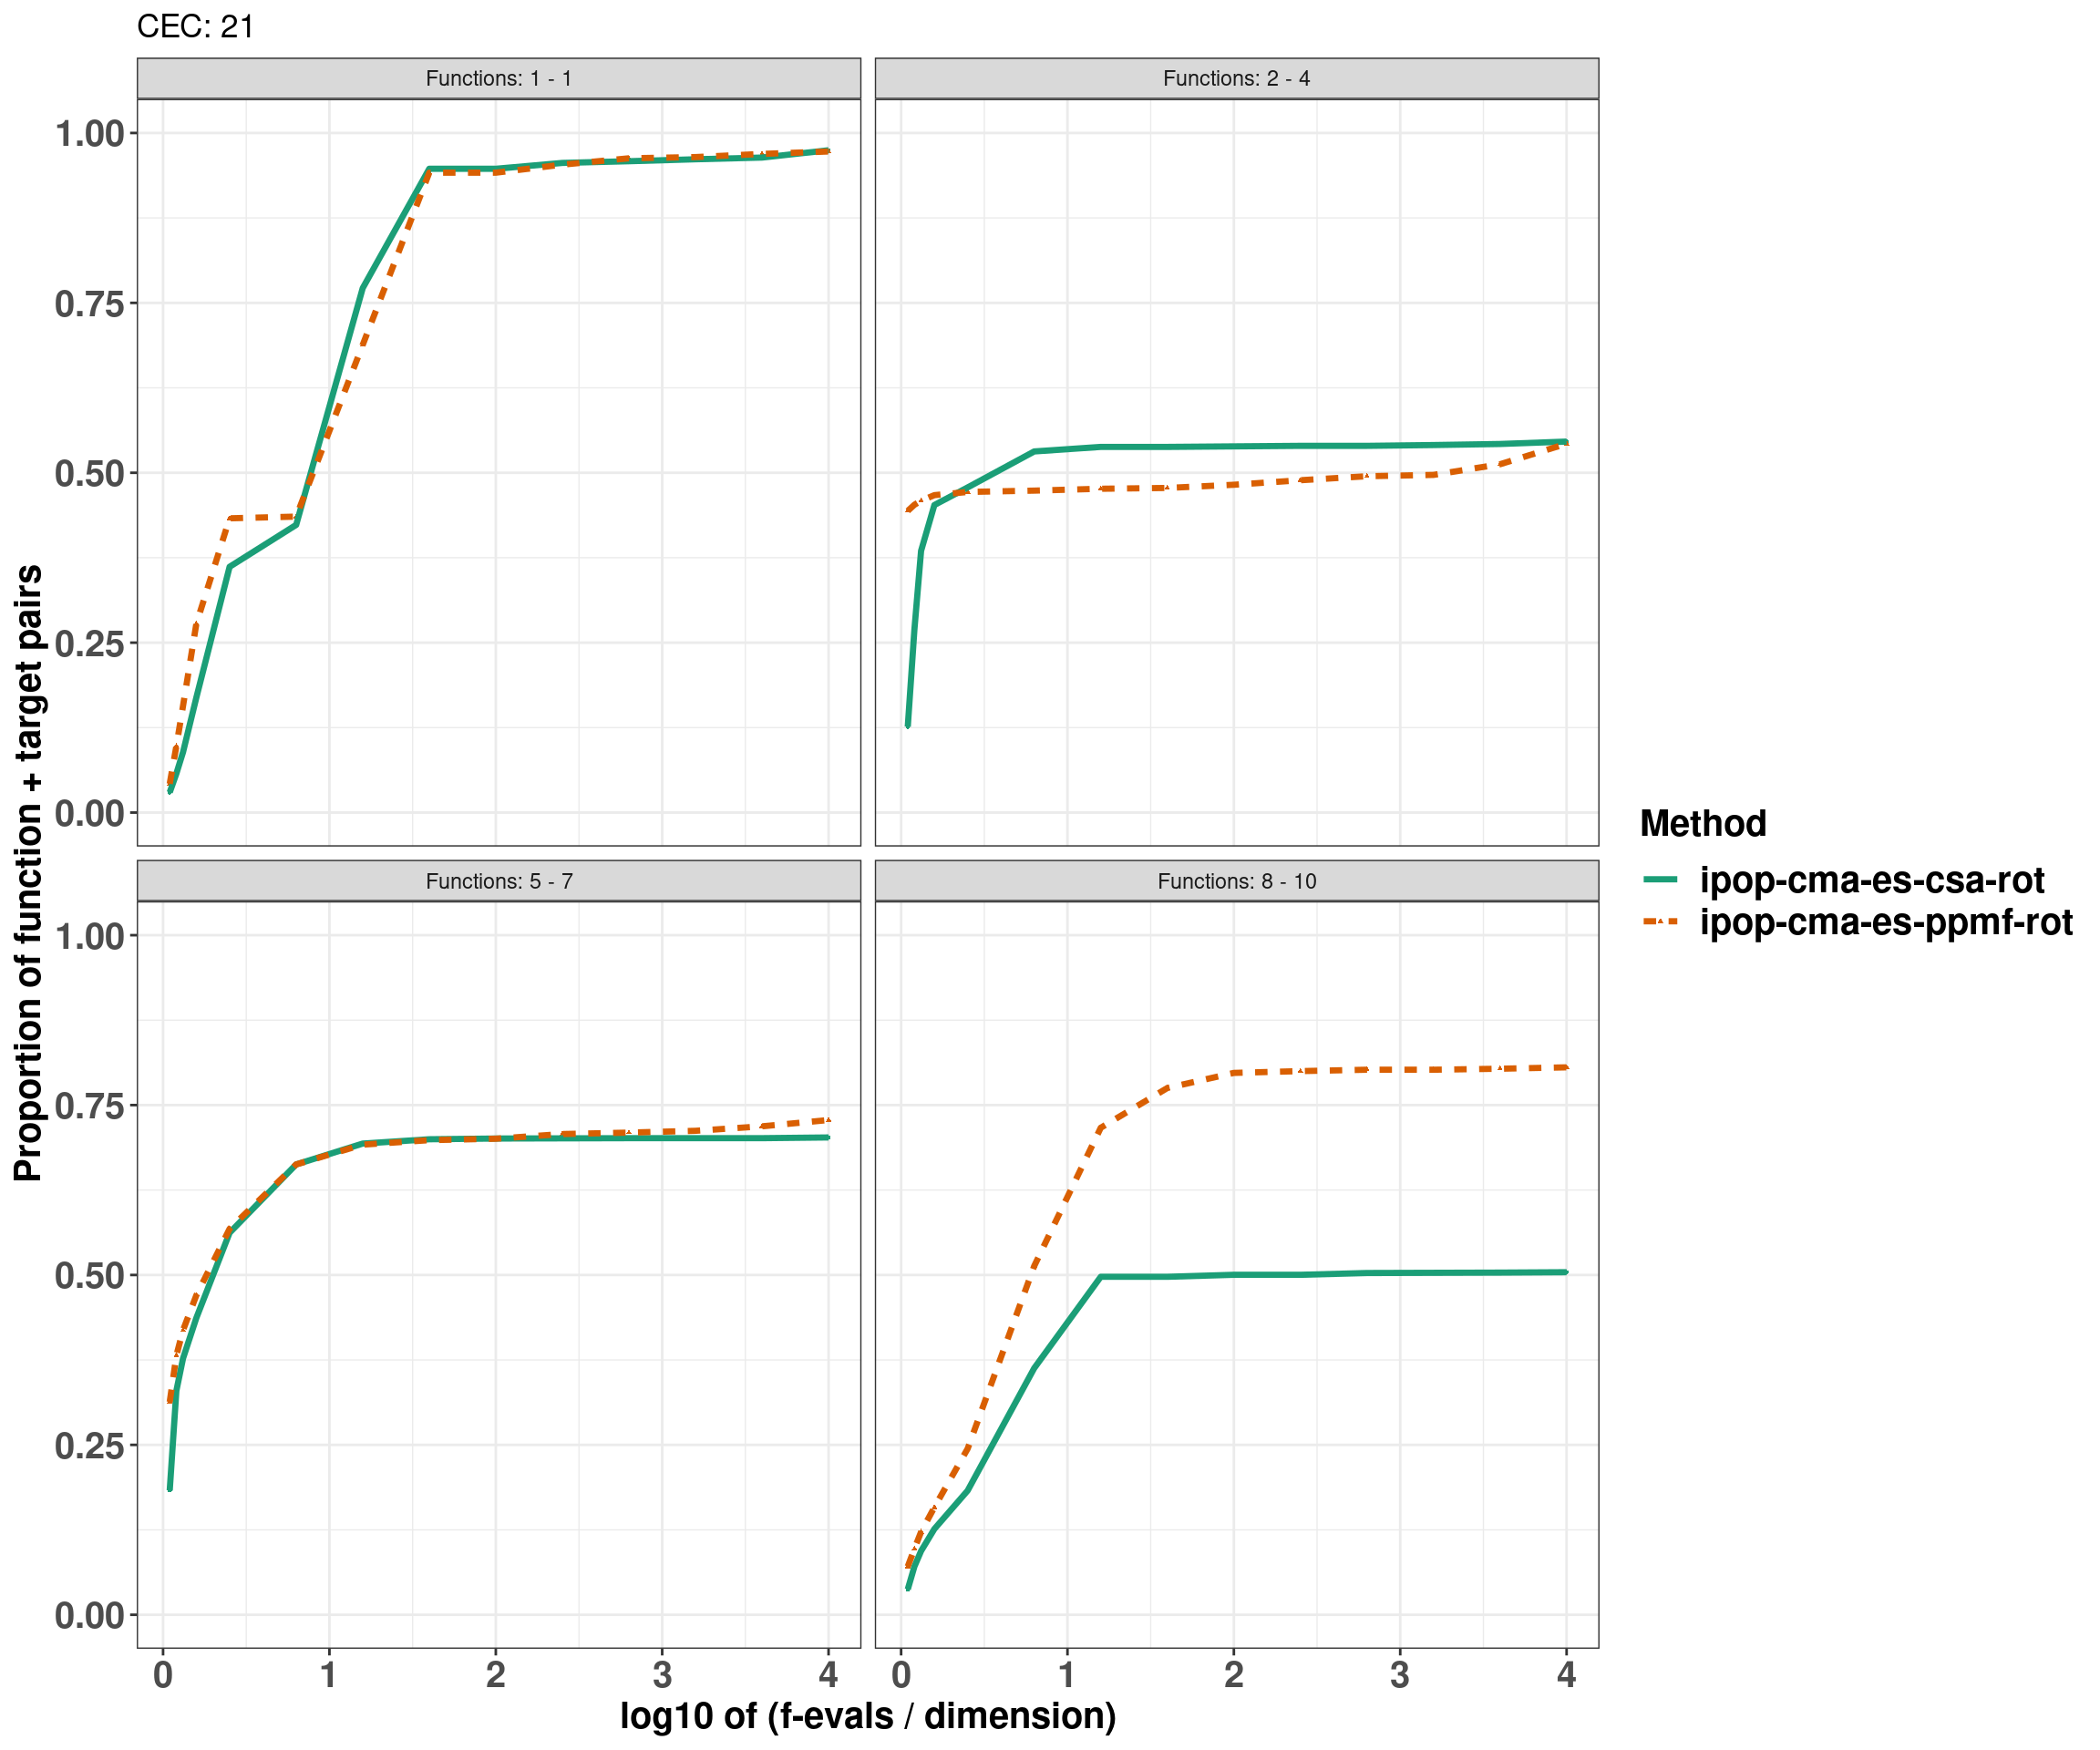 CEC: 21
Functions: 1 - 1
Functions: 2 - 4
1.00
0.75
0.50
0.25
0.00
Functions: 5 - 7
Functions: 8 - 10
1.00
0.75
0.50
0.25
0.00
0 1 2 3 4
0 1 2 3 4
log10 of (f-evals / dimension)
Proportion of function + target pairs
Method
ipop-cma-es-csa-rot
ipop-cma-es-ppmf-rot